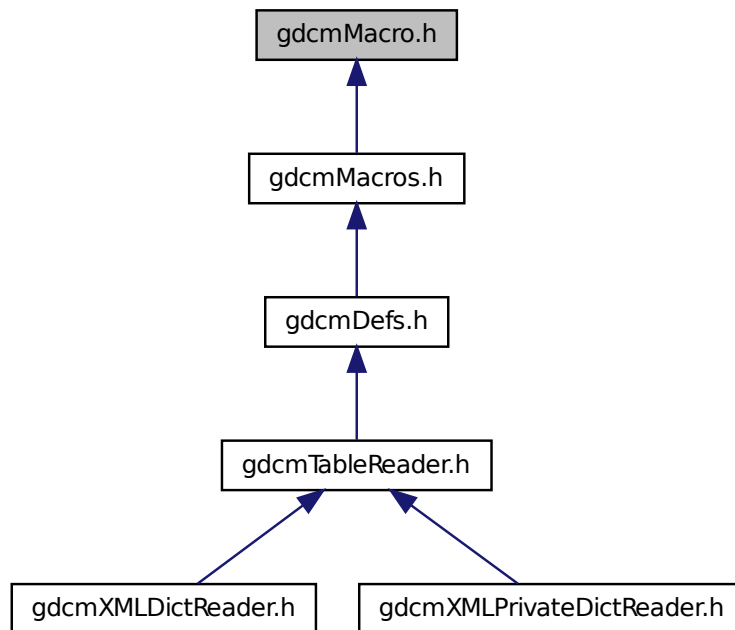 gdcmMacro.h
gdcmMacros.h
gdcmDefs.h
gdcmTableReader.h
gdcmXMLDictReader.h
gdcmXMLPrivateDictReader.h